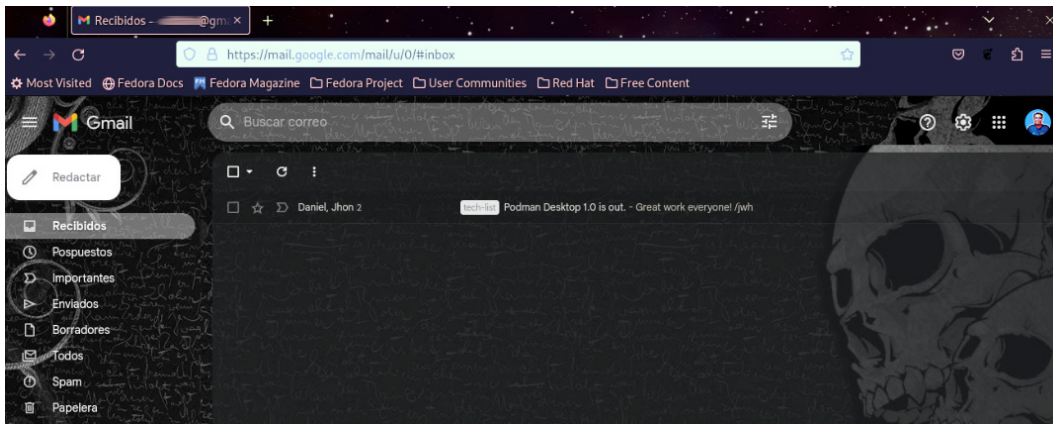 Recibidos - @gm
https://mail.google.com/mail/u/0/#inbox
Most Visited Fedora Docs Fedora Magazine Fedora Project User Communities Red Hat Free Content
Gmail
Buscar correo
Redactar
Daniel, Jhon 2 tech-list Podman Desktop 1.0 is out. - Great work everyone! /jwh
Recibidos
Pospuestos
Importantes
Enviados
Borradores
Todos
Spam
Papelera